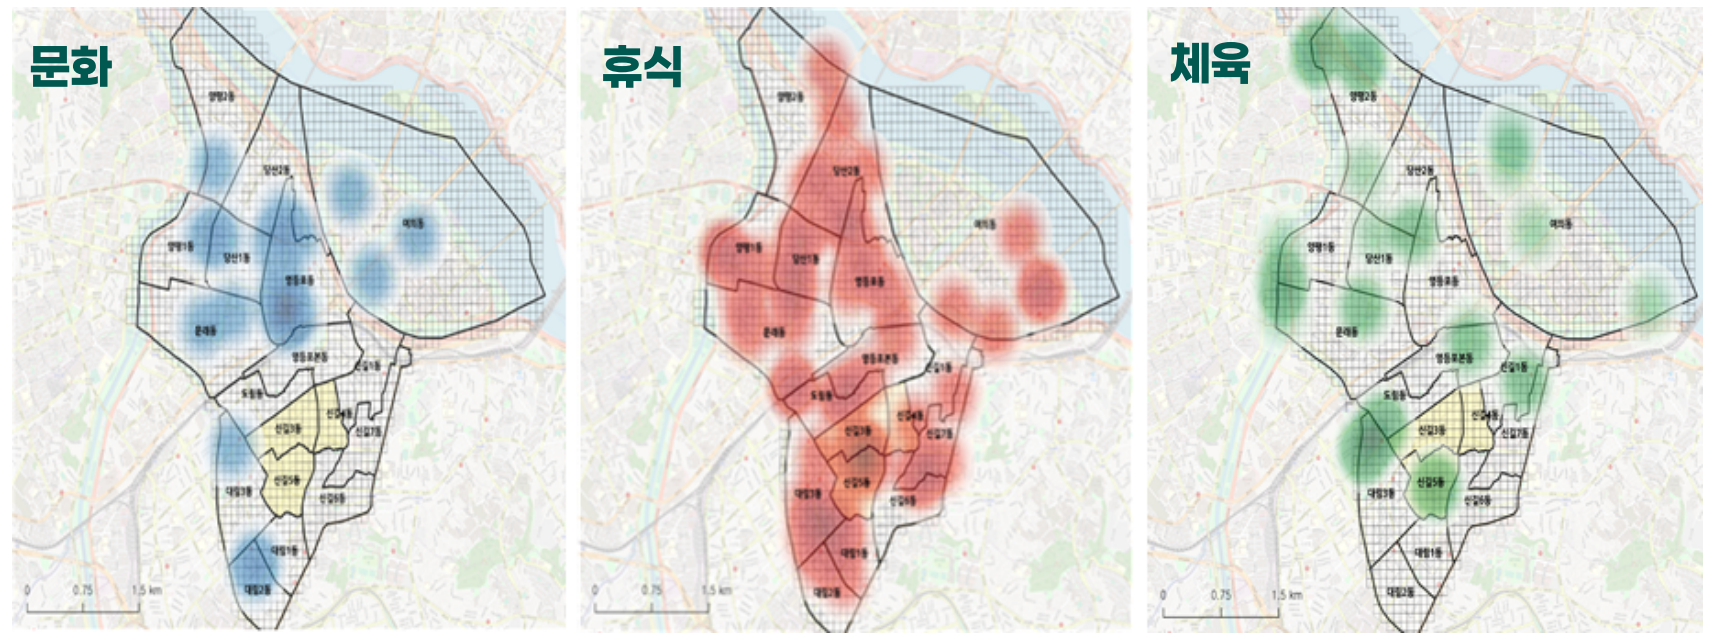 문화
양평2동
당산2동
여의동
양평1동
당산1동
영등포동
문래동
영등포본동
신길1동
도림동
신길4동
신길3동
신길7동
신길5동
대림3동
신길6동
대림1동
대림2동
0 0.75 1.5 km
휴식
양평2동
당산2동
여의동
양평1동
당산1동
영등포동
문래동
영등포본동
신길1동
도림동
신길4동
신길3동
신길7동
신길5동
대림3동
신길6동
대림1동
대림2동
0 0.75 1.5 km
체육
양평2동
당산2동
여의동
양평1동
당산1동
영등포동
문래동
영등포본동
신길1동
도림동
신길4동
신길3동
신길7동
신길5동
대림3동
신길6동
대림1동
대림2동
0 0.75 1.5 km